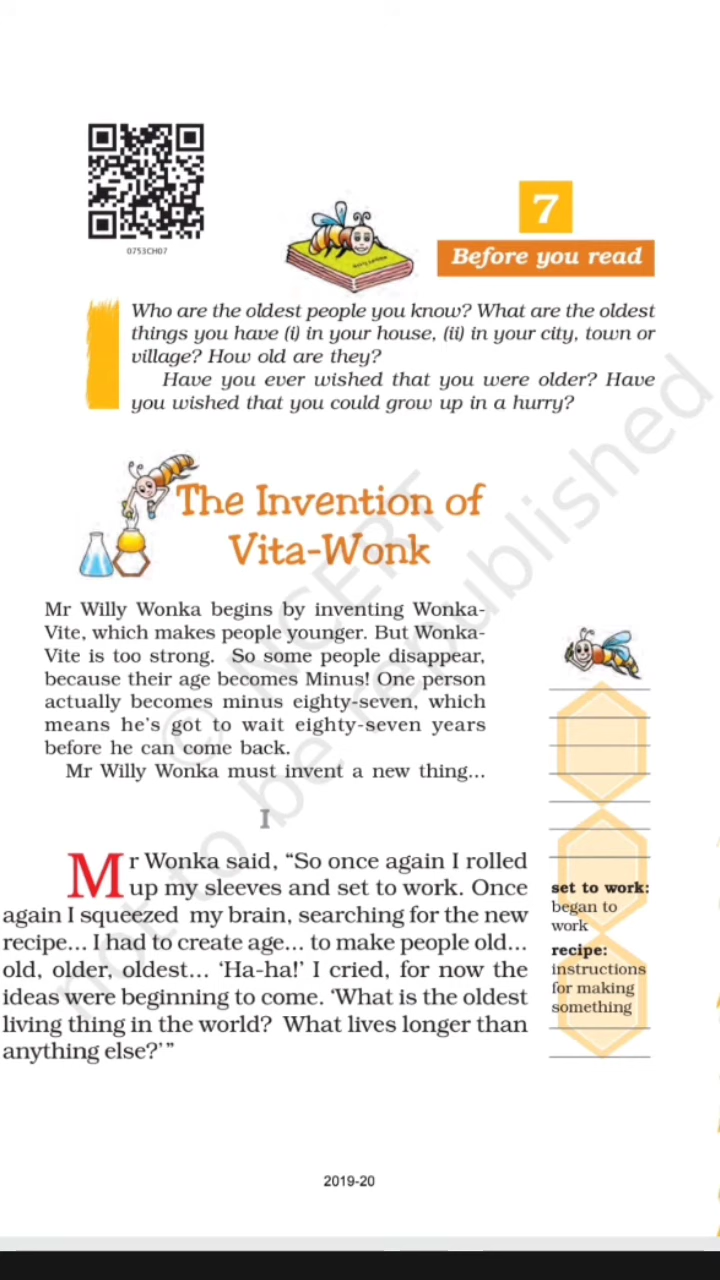 0753CH07
7
Before you read
Who are the oldest people you know? What are the oldest
things you have (i) in your house, (ii) in your city, town or
village? How old are they?
Have you ever wished that you were older? Have
you wished that you could grow up in a hurry?
The Invention of
Vita-Wonk
Mr Willy Wonka begins by inventing Wonka-
Vite, which makes people younger. But Wonka-
Vite is too strong. So some people disappear,
because their age becomes Minus! One person
actually becomes minus eighty-seven, which
means he's got to wait eighty-seven years
before he can come back.
Mr Willy Wonka must invent a new thing...
I
Mr Wonka said, “So once again I rolled
up my sleeves and set to work. Once
again I squeezed my brain, searching for the new
recipe... I had to create age... to make people old...
old, older, oldest... ‘Ha-ha!’ I cried, for now the
ideas were beginning to come. ‘What is the oldest
living thing in the world? What lives longer than
anything else?’”
set to work:
began to
work
recipe:
instructions
for making
something
© NCERT
not to be republished
2019-20